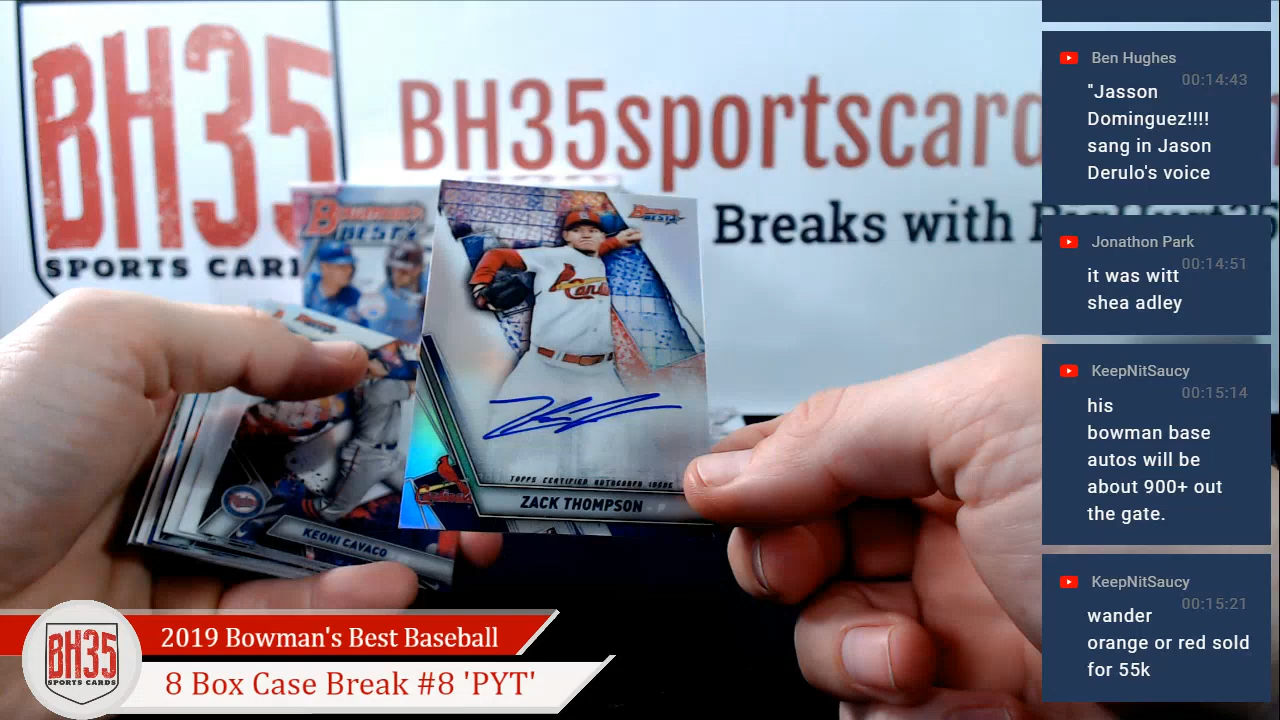 BH35
SPORTS CARDS
BH35sportscard
Breaks with
BOWMAN'S
BEST
BEST
Cardinals
TOPPS CERTIFIED AUTOGRAPH ISSUE
ZACK THOMPSON
KEONI CAVACO
BH35
SPORTS CARDS
2019 Bowman's Best Baseball
8 Box Case Break #8 'PYT'
Ben Hughes
00:14:43
"Jasson
Dominguez!!!!
sang in Jason
Derulo's voice
Jonathon Park
00:14:51
it was witt
shea adley
KeepNitSaucy
00:15:14
his
bowman base
autos will be
about 900+ out
the gate.
KeepNitSaucy
00:15:21
wander
orange or red sold
for 55k